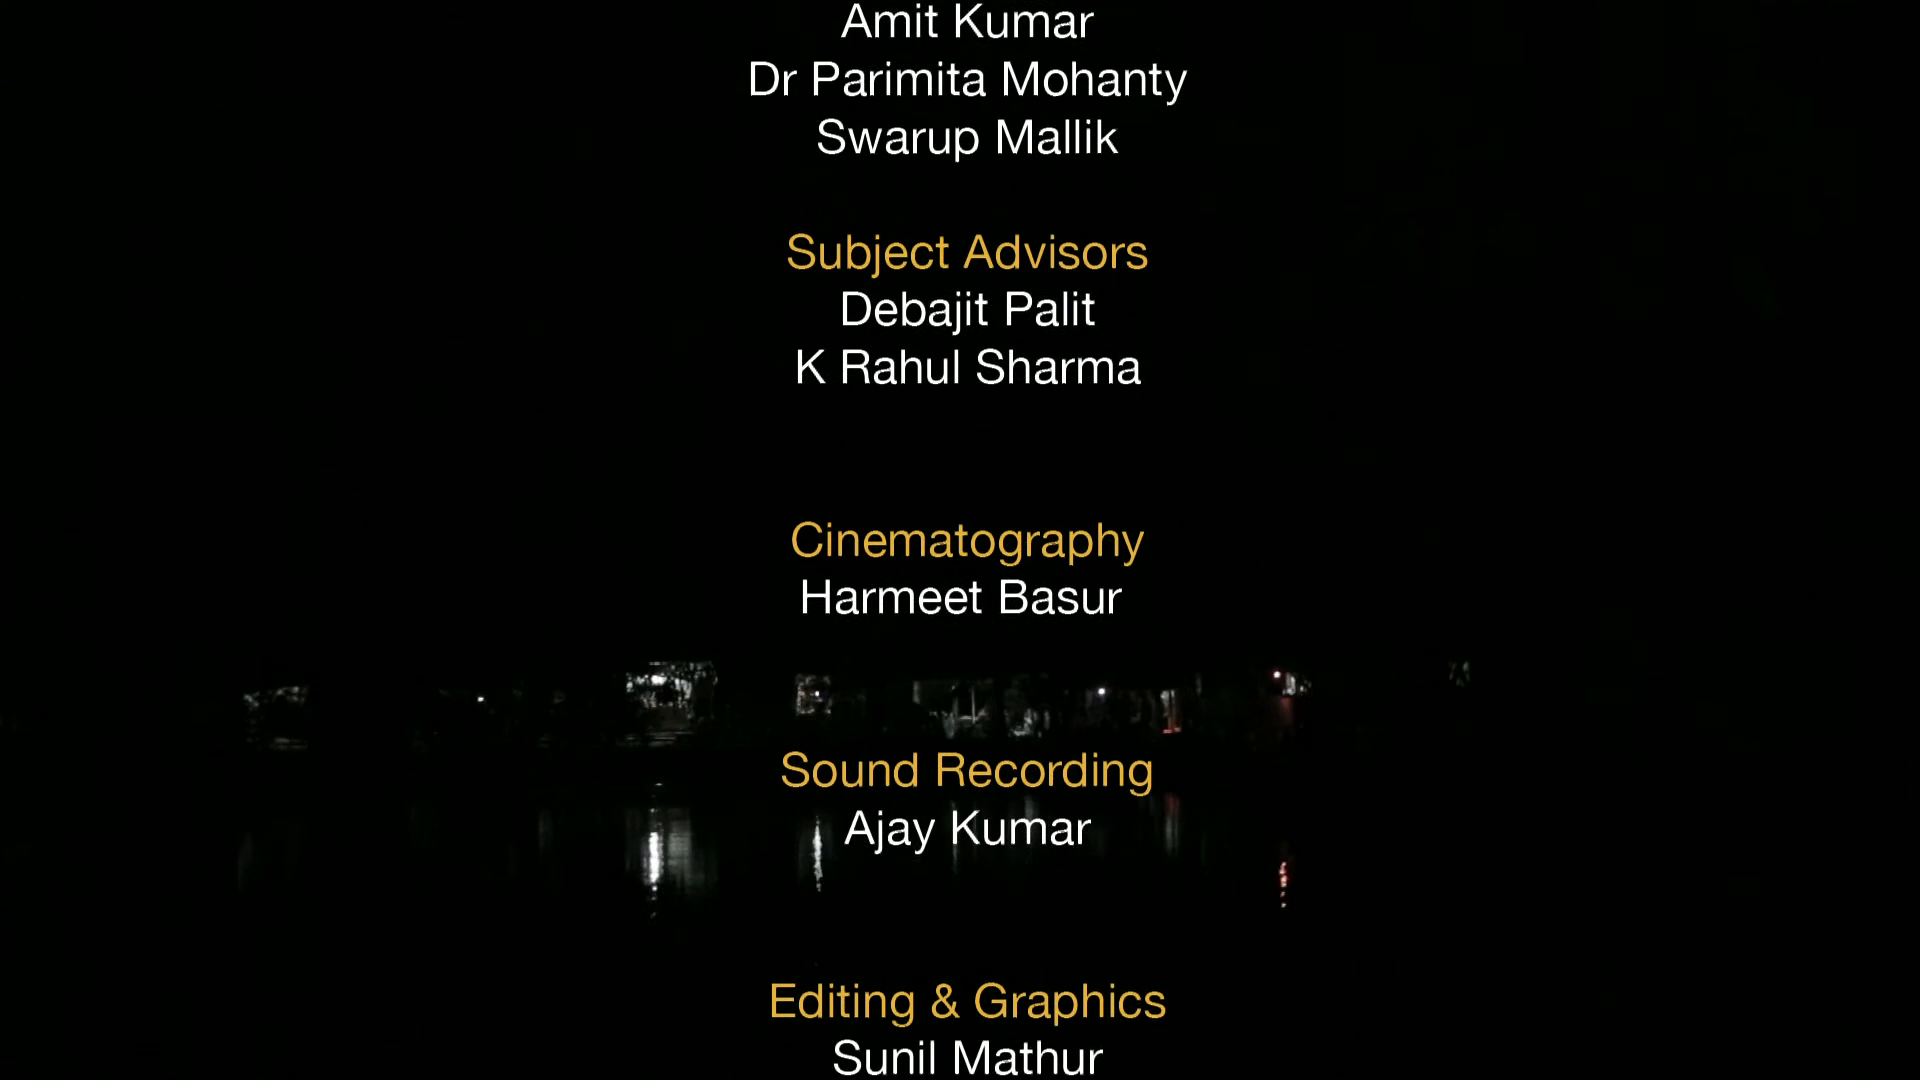 Amit Kumar
Dr Parimita Mohanty
Swarup Mallik
Subject Advisors
Debajit Palit
K Rahul Sharma
Cinematography
Harmeet Basur
Sound Recording
Ajay Kumar
Editing & Graphics
Sunil Mathur